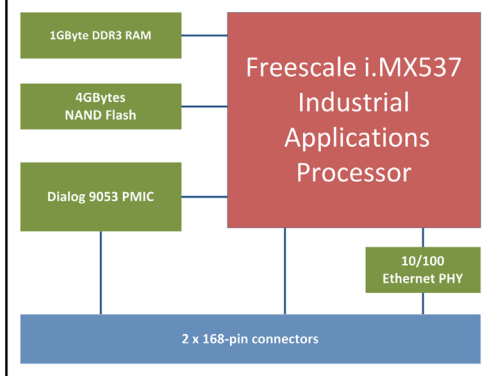 1GByte DDR3 RAM
4GBytes
NAND Flash
Dialog 9053 PMIC
Freescale i.MX537
Industrial
Applications
Processor
10/100
Ethernet PHY
2 x 168-pin connectors